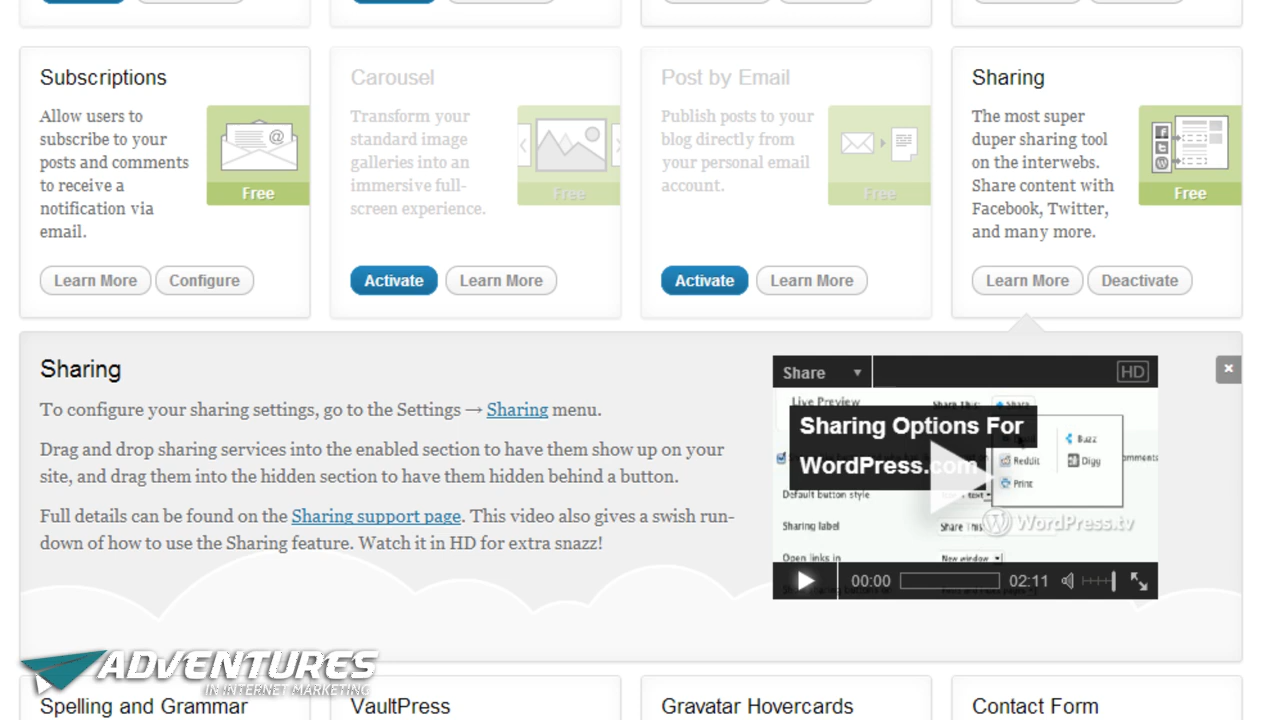 Subscriptions
Allow users to
subscribe to your
posts and comments
to receive a
notification via
email.
Free
Learn More
Configure
Carousel
Transform your
standard image
galleries into an
immersive full-
screen experience.
Free
Activate
Learn More
Post by Email
Publish posts to your
blog directly from
your personal email
account.
Free
Activate
Learn More
Sharing
The most super
duper sharing tool
on the interwebs.
Share content with
Facebook, Twitter,
and many more.
Free
Learn More
Deactivate
Sharing
To configure your sharing settings, go to the Settings → Sharing menu.
Drag and drop sharing services into the enabled section to have them show up on your
site, and drag them into the hidden section to have them hidden behind a button.
Full details can be found on the Sharing support page. This video also gives a swish run-
down of how to use the Sharing feature. Watch it in HD for extra snazz!
Share
HD
Live Preview
Share This:
Share
Sharing Options For
WordPress.com
Buzz
Reddit
Digg
Print
Default button style
Sharing label
Share This
WordPress.tv
Open links in
New window
00:00
02:11
ADVENTURES
IN INTERNET MARKETING
Spelling and Grammar
VaultPress
Gravatar Hovercards
Contact Form